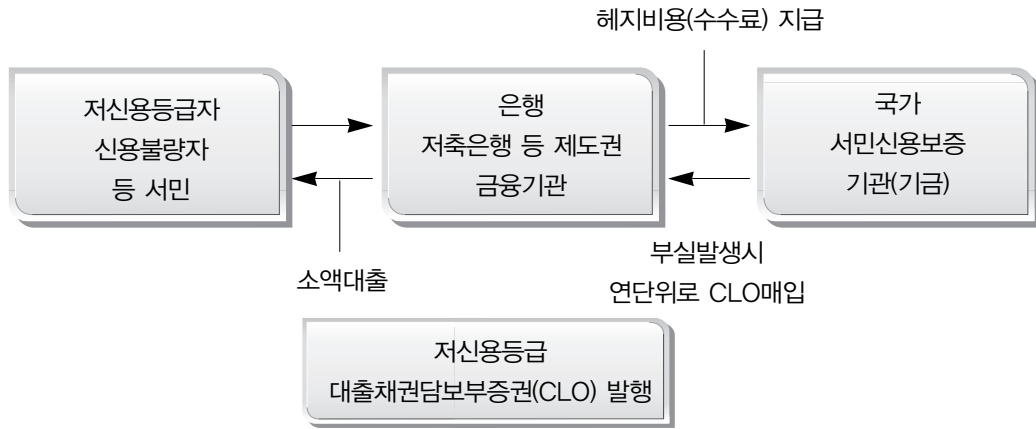 헤지비용(수수료) 지급
저신용등급자
신용불량자
등 서민
은행
저축은행 등 제도권
금융기관
국가
서민신용보증
기관(기금)
소액대출
부실발생시
연단위로 CLO매입
저신용등급
대출채권담보부증권(CLO) 발행